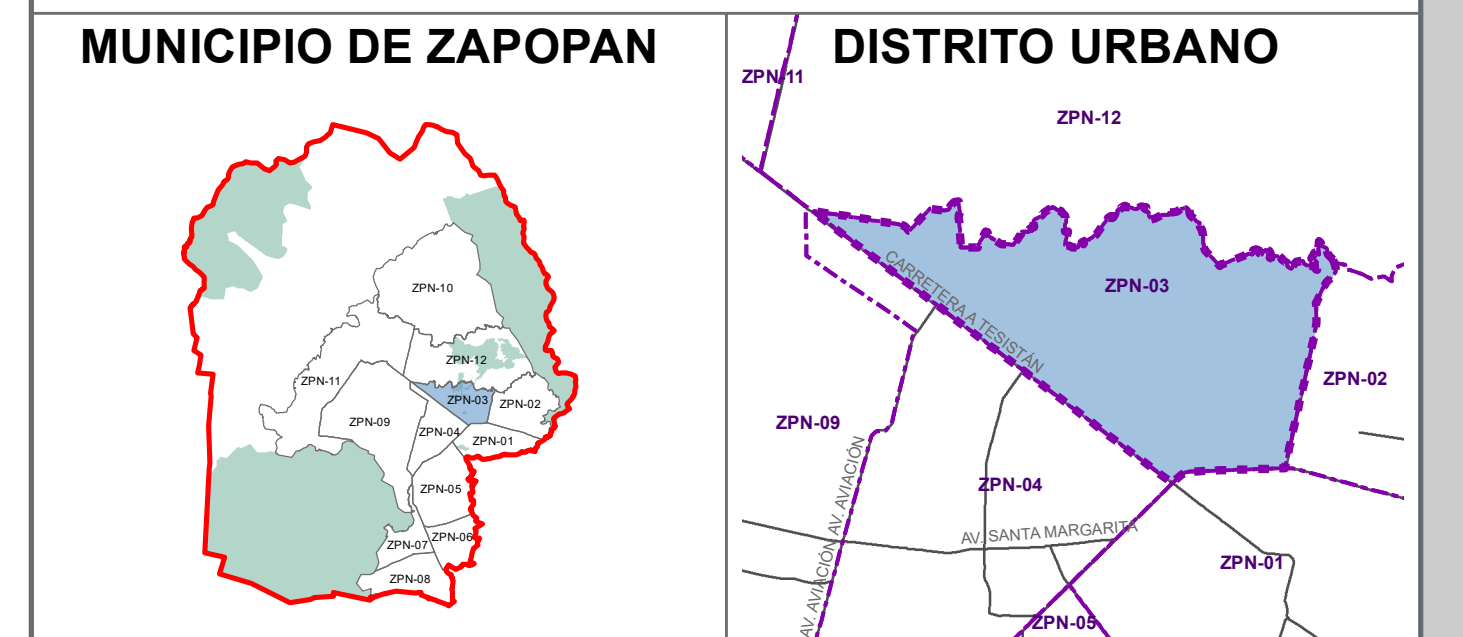 MUNICIPIO DE ZAPOPAN
ZPN-10
ZPN-12
ZPN-11
ZPN-03
ZPN-02
ZPN-09
ZPN-04
ZPN-01
ZPN-05
ZPN-06
ZPN-07
ZPN-08
DISTRITO URBANO
ZPN-11
ZPN-12
CARRETERA A TESISTÁN
ZPN-03
ZPN-02
ZPN-09
AV. AVIACIÓN
ZPN-04
AV. SANTA MARGARITA
AV. AVIACIÓN
ZPN-01
ZPN-05